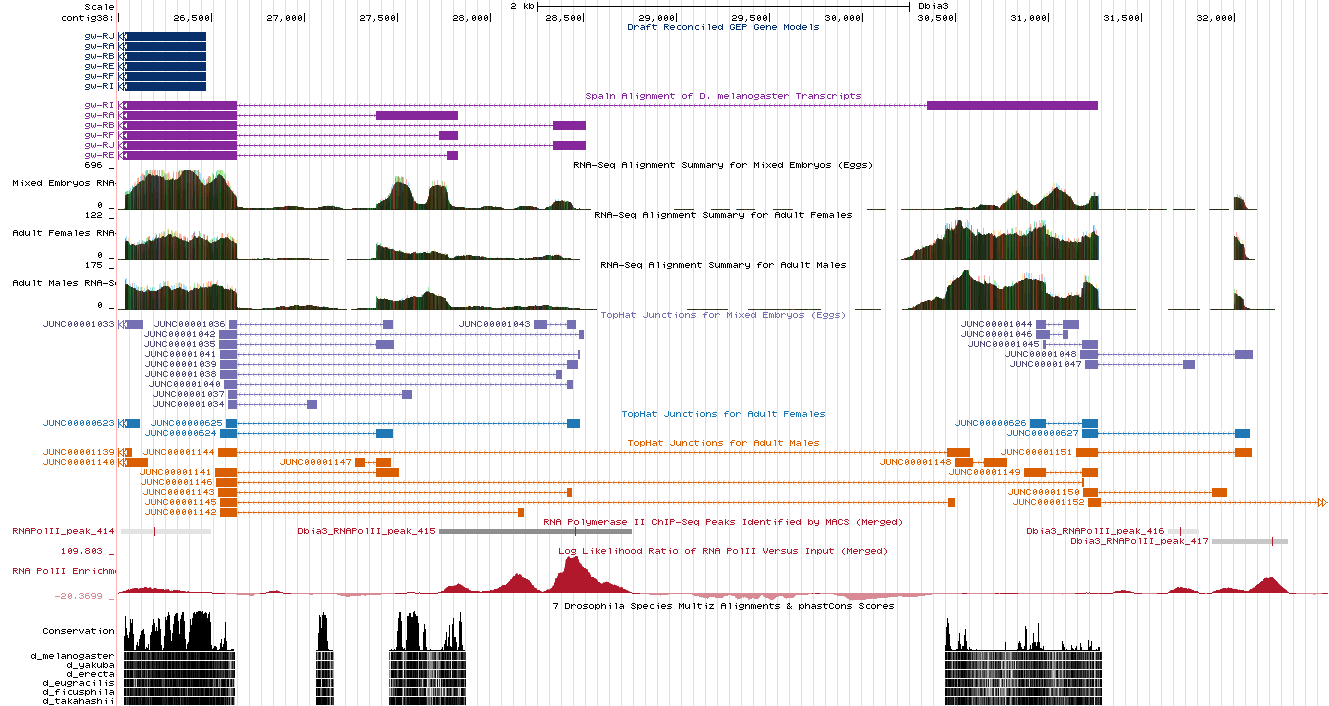 Scale 2 kb Dbia3
contig38: 26,500 27,000 27,500 28,000 28,500 29,000 29,500 30,000 30,500 31,000 31,500 32,000
Draft Reconciled GEP Gene Models
gw-RJ
gw-RA
gw-RB
gw-RE
gw-RF
gw-RI
Spaln Alignment of D. melanogaster Transcripts
gw-RI
gw-RA
gw-RB
gw-RF
gw-RJ
gw-RE
RNA-Seq Alignment Summary for Mixed Embryos (Eggs)
696 _
Mixed Embryos RNA
0 _
RNA-Seq Alignment Summary for Adult Females
122 _
Adult Females RNA
0 _
RNA-Seq Alignment Summary for Adult Males
175 _
Adult Males RNA-S
0 _
TopHat Junctions for Mixed Embryos (Eggs)
JUNC00001033 JUNC00001036 JUNC00001043 JUNC00001044
JUNC00001042 JUNC00001046
JUNC00001035 JUNC00001045
JUNC00001041 JUNC00001048
JUNC00001039 JUNC00001047
JUNC00001038
JUNC00001040
JUNC00001037
JUNC00001034
TopHat Junctions for Adult Females
JUNC00000623 JUNC00000625 JUNC00000626
JUNC00000624 JUNC00000627
TopHat Junctions for Adult Males
JUNC00001139 JUNC00001144 JUNC00001151
JUNC00001140 JUNC00001147 JUNC00001148
JUNC00001141 JUNC00001149
JUNC00001146
JUNC00001143 JUNC00001150
JUNC00001145 JUNC00001152
JUNC00001142
RNA Polymerase II ChIP-Seq Peaks Identified by MACS (Merged)
RNAPolII_peak_414 Dbia3_RNAPolII_peak_415 Dbia3_RNAPolII_peak_416
Dbia3_RNAPolII_peak_417
Log Likelihood Ratio of RNA PolII Versus Input (Merged)
109.803 _
RNA PolII Enrichm
-20.3699 _
7 Drosophila Species Multiz Alignments & phastCons Scores
Conservation
d_melanogaster
d_yakuba
d_erecta
d_eugracilis
d_ficusphila
d_takahashii